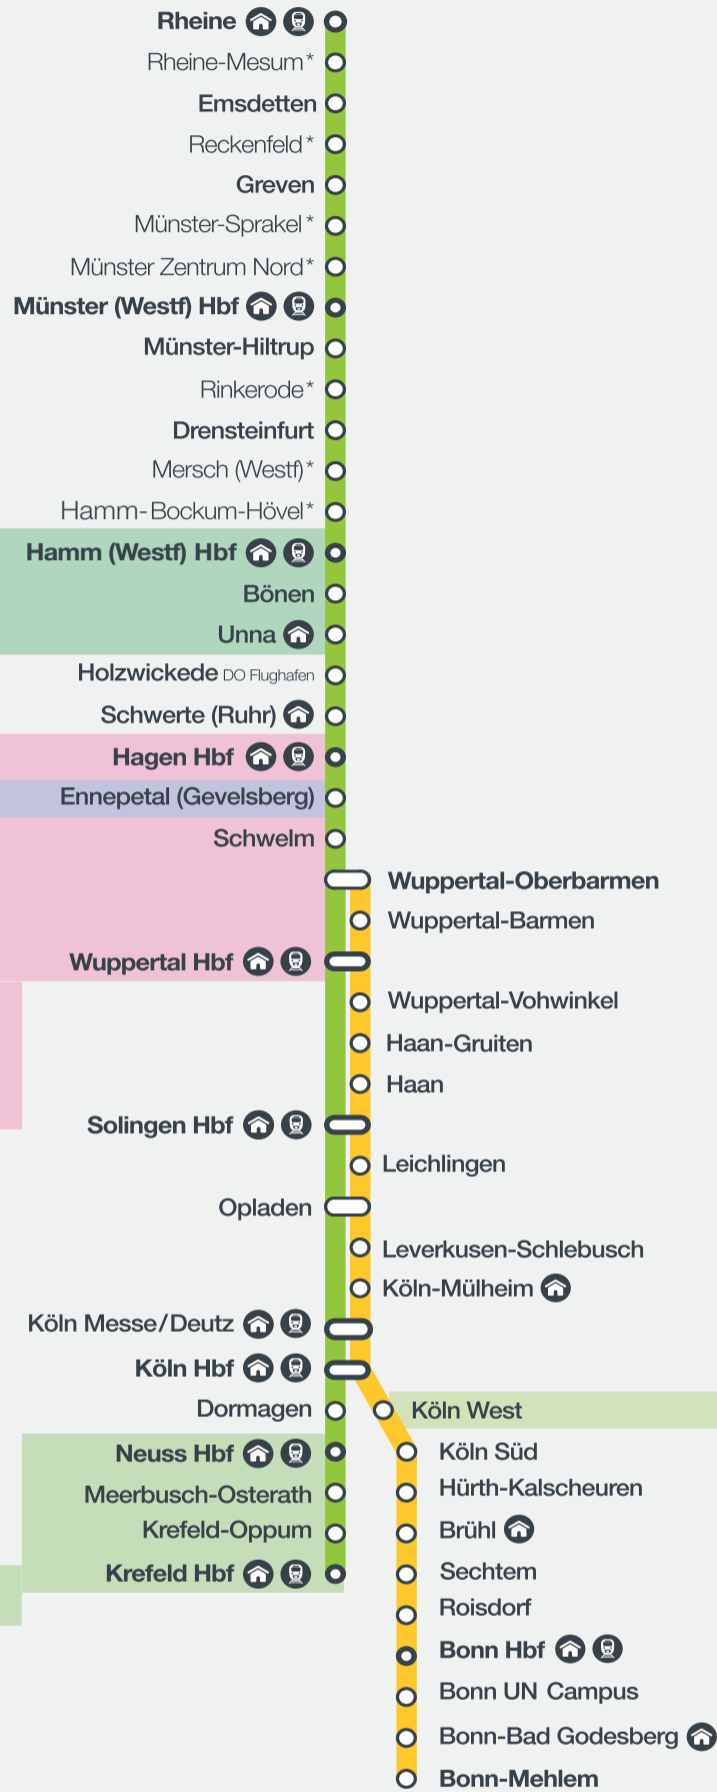 Rheine
Rheine-Mesum*
Emsdetten
Reckenfeld*
Greven
Münster-Sprakel*
Münster Zentrum Nord*
Münster (Westf) Hbf
Münster-Hiltrup
Rinkerode*
Drensteinfurt
Mersch (Westf)*
Hamm-Bockum-Hövel*
Hamm (Westf) Hbf
Bönen
Unna
Holzwickede DO Flughafen
Schwerte (Ruhr)
Hagen Hbf
Ennepetal (Gevelsberg)
Schwelm
Wuppertal-Oberbarmen
Wuppertal-Barmen
Wuppertal Hbf
Wuppertal-Vohwinkel
Haan-Gruiten
Haan
Solingen Hbf
Leichlingen
Opladen
Leverkusen-Schlebusch
Köln-Mülheim
Köln Messe/Deutz
Köln Hbf
Dormagen
Köln West
Neuss Hbf
Köln Süd
Meerbusch-Osterath
Hürth-Kalscheuren
Krefeld-Oppum
Brühl
Krefeld Hbf
Sechtem
Roisdorf
Bonn Hbf
Bonn UN Campus
Bonn-Bad Godesberg
Bonn-Mehlem